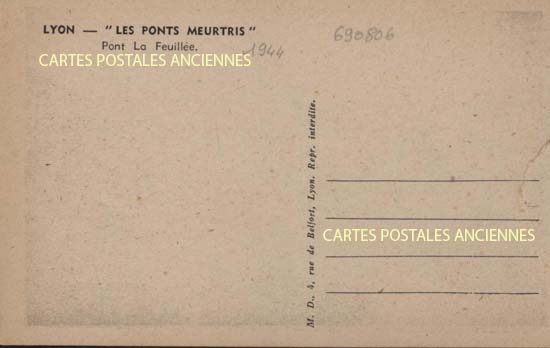 LYON — "LES PONTS MEURTRIS"
Pont La Feuillée.
1944
690806
CARTES POSTALES ANCIENNES
M. D., 4, rue de Belfort, Lyon. Repr. interdite.
CARTES POSTALES ANCIENNES